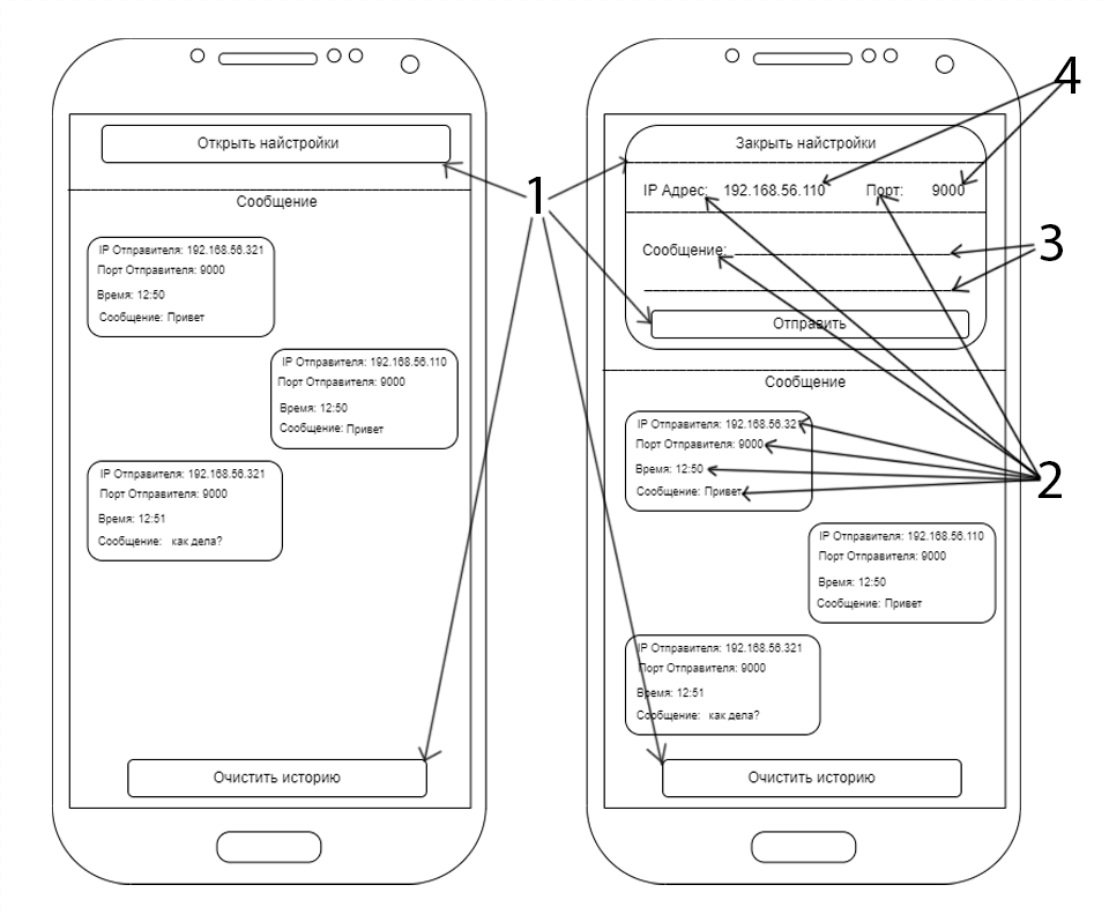 Открыть найстройки
Сообщение
IP Отправителя: 192.168.56.321
Порт Отправителя: 9000
Время: 12:50
Сообщение: Привет
IP Отправителя: 192.168.56.110
Порт Отправителя: 9000
Время: 12:50
Сообщение: Привет
IP Отправителя: 192.168.56.321
Порт Отправителя: 9000
Время: 12:51
Сообщение: как дела?
Очистить историю
1
Закрыть найстройки
IP Адрес: 192.168.56.110 Порт: 9000
Сообщение:
Отправить
Сообщение
IP Отправителя: 192.168.56.321
Порт Отправителя: 9000
Время: 12:50
Сообщение: Привет
IP Отправителя: 192.168.56.110
Порт Отправителя: 9000
Время: 12:50
Сообщение: Привет
IP Отправителя: 192.168.56.321
Порт Отправителя: 9000
Время: 12:51
Сообщение: как дела?
Очистить историю
4
3
2